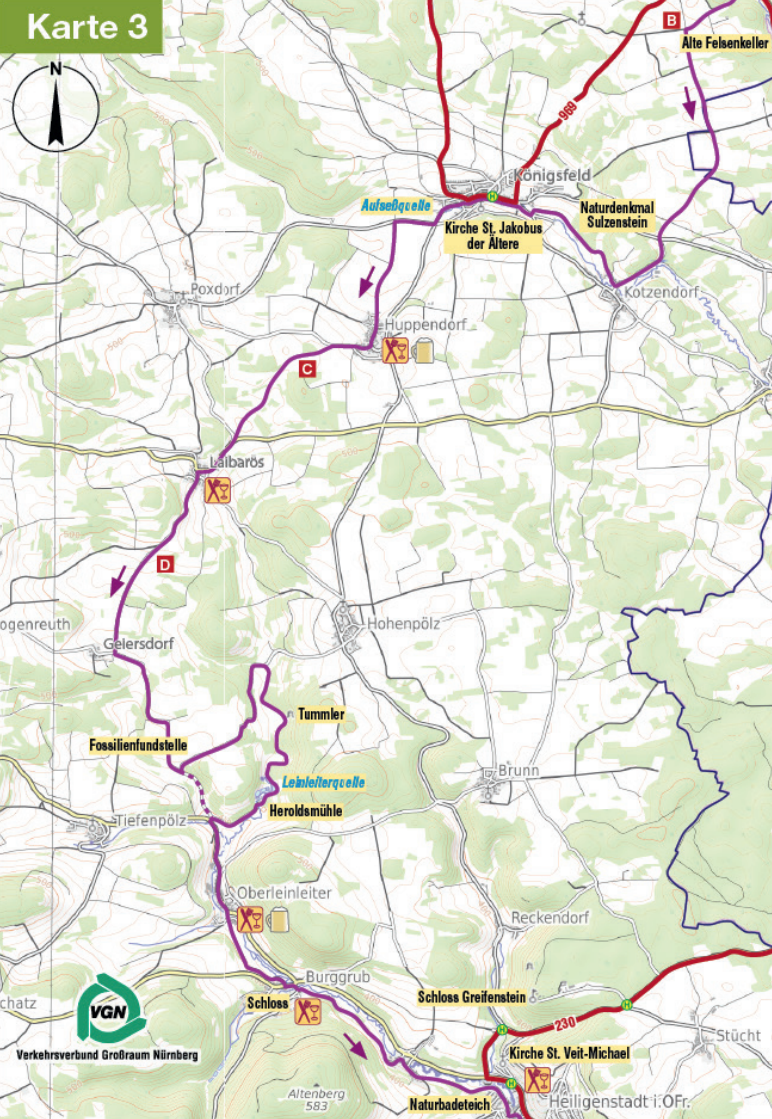 Karte 3
N
B
Alte Felsenkeller
969
Königsfeld
Aufseßquelle
H
Naturdenkmal
Sulzenstein
Kirche St. Jakobus
der Ältere
Poxdorf
Kotzendorf
Huppendorf
C
Laibarös
D
ogenreuth
Hohenpölz
Geiersdorf
Tummler
Fossilienfundstelle
Brunn
Leinleiterquelle
Heroldsmühle
Tiefenpölz
Oberleinleiter
Reckendorf
Burggrub
Schloss
Schloss Greifenstein
H
chatz
VGN
230
H
Stücht
Verkehrsverbund Großraum Nürnberg
Kirche St. Veit-Michael
H
Altenberg
583
Naturbadeteich
Heiligenstadt i.OFr.